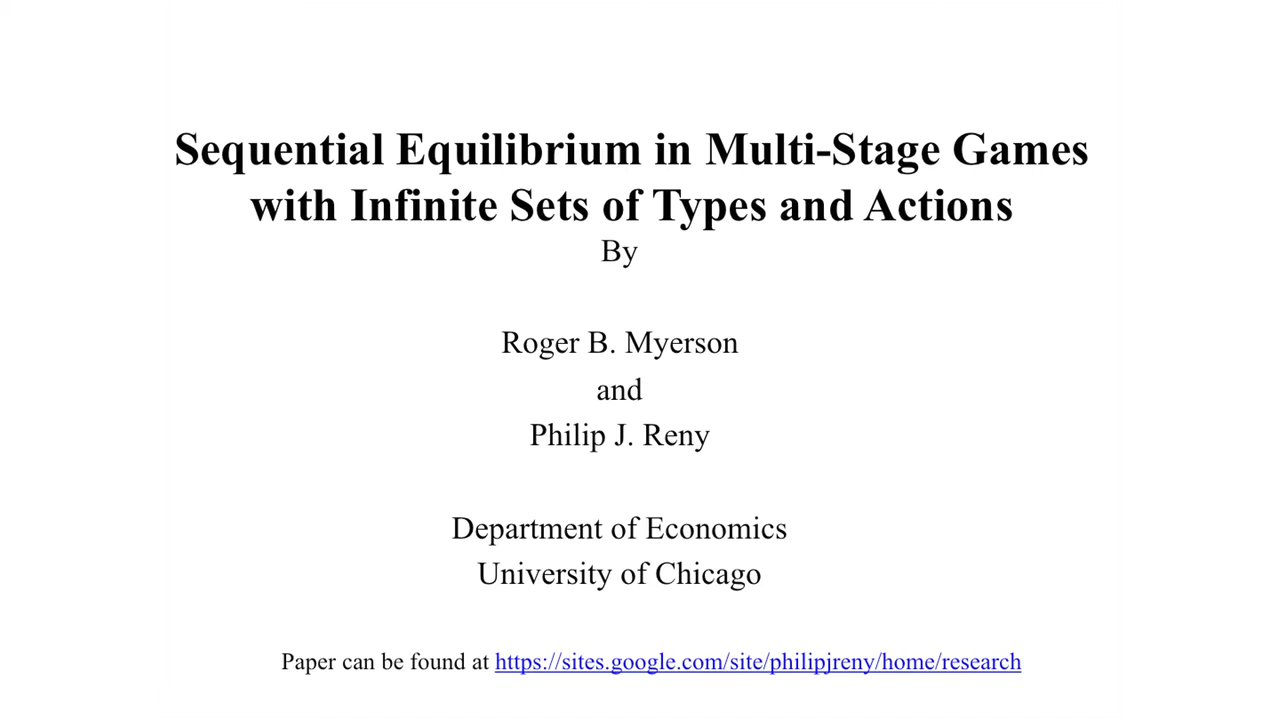 Sequential Equilibrium in Multi-Stage Games
with Infinite Sets of Types and Actions
By
Roger B. Myerson
and
Philip J. Reny
Department of Economics
University of Chicago
Paper can be found at https://sites.google.com/site/philipjreny/home/research